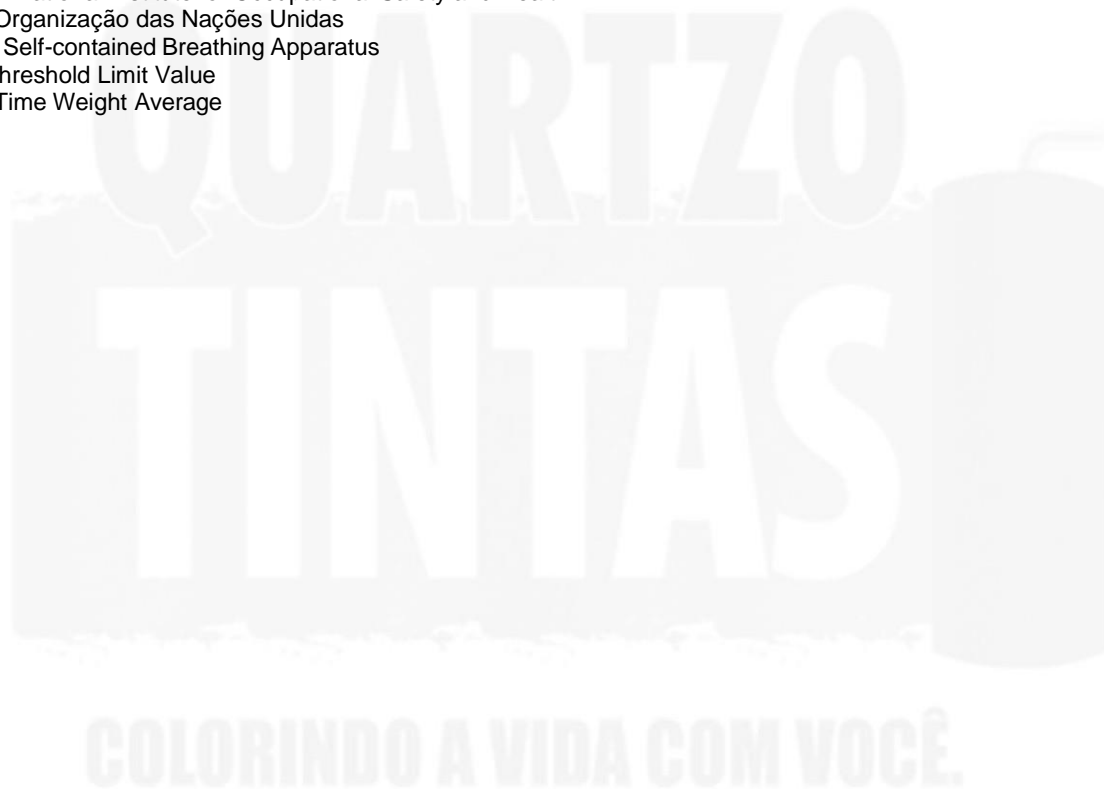 Organização das Nações Unidas
Self-contained Breathing Apparatus
Threshold Limit Value
Time Weight Average
QUARTZO
TINTAS
COLORINDO A VIDA COM VOCÊ.